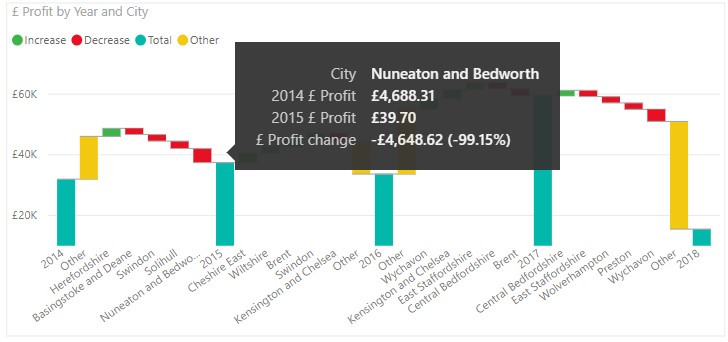 £ Profit by Year and City
Increase Decrease Total Other
City Nuneaton and Bedworth
2014 £ Profit £4,688.31
2015 £ Profit £39.70
£ Profit change -£4,648.62 (-99.15%)
£60K
£40K
£20K
2014
Other
Herefordshire
Basingstoke and Deane
Swindon
Solihull
Nuneaton and Bedwo...
2015
Cheshire East
Wiltshire
Brent
Swindon
Kensington and Chelsea
Other
2016
Other
Wychavon
Kensington and Chelsea
East Staffordshire
Central Bedfordshire
Brent
2017
Central Bedfordshire
East Staffordshire
Wolverhampton
Preston
Wychavon
Other
2018